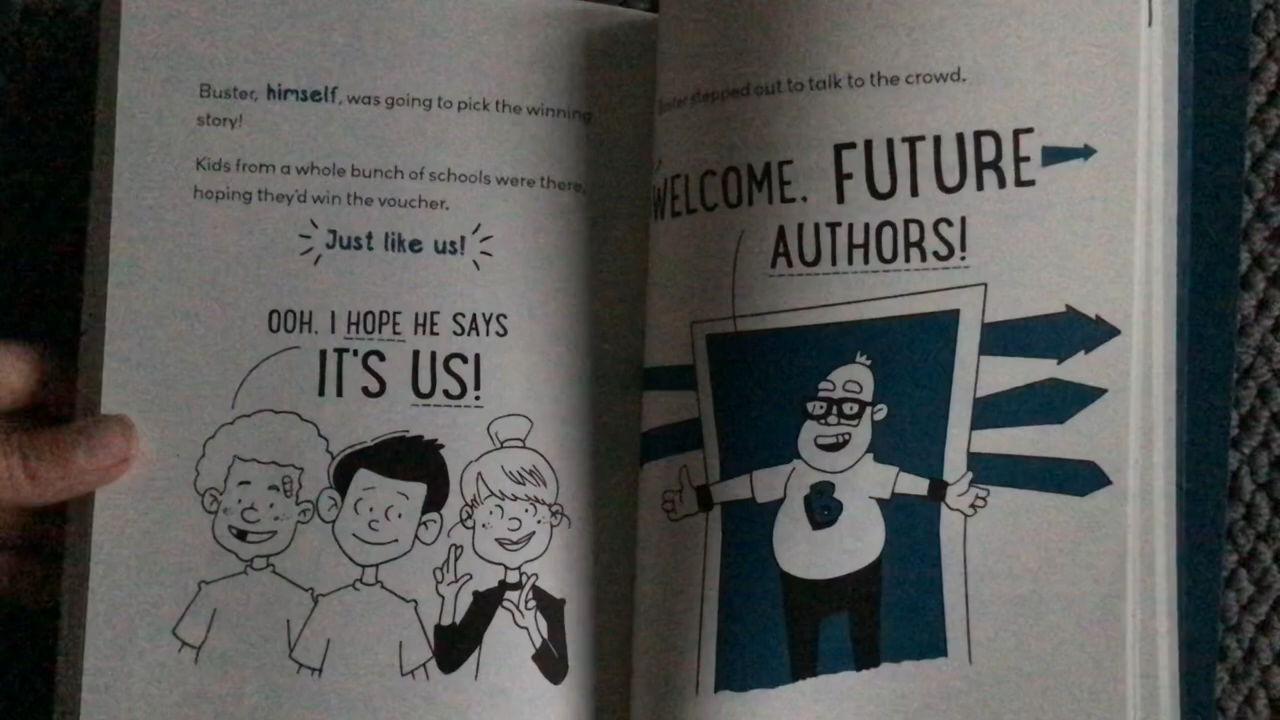 Buster, himself, was going to pick the winning
story!
Kids from a whole bunch of schools were there,
hoping they'd win the voucher.
Just like us!
OOH. I HOPE HE SAYS
IT'S US!
Buster stepped out to talk to the crowd.
WELCOME, FUTURE
AUTHORS!
B